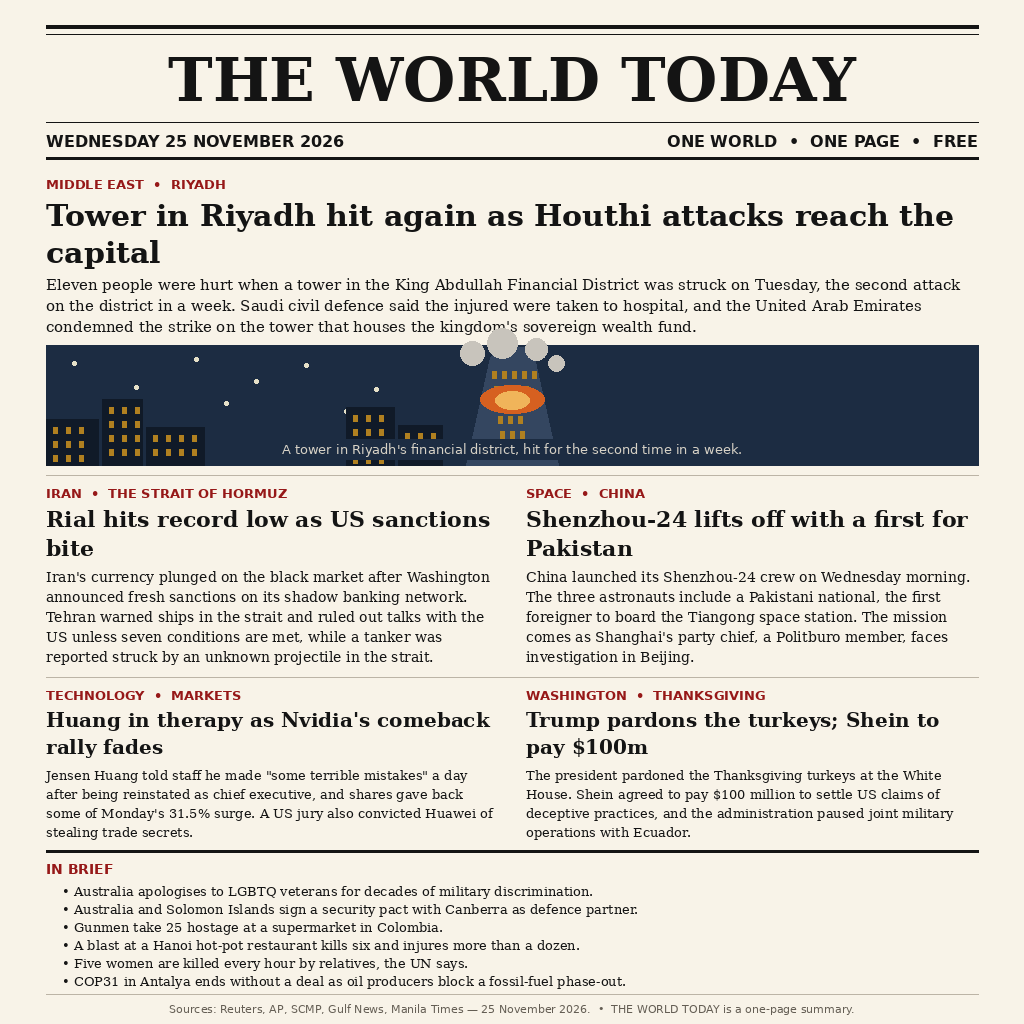 THE WORLD TODAY
WEDNESDAY 25 NOVEMBER 2026
ONE WORLD • ONE PAGE • FREE
MIDDLE EAST • RIYADH
Tower in Riyadh hit again as Houthi attacks reach the
capital
Eleven people were hurt when a tower in the King Abdullah Financial District was struck on Tuesday, the second attack
on the district in a week. Saudi civil defence said the injured were taken to hospital, and the United Arab Emirates
condemned the strike on the tower that houses the kingdom's sovereign wealth fund.
A tower in Riyadh's financial district, hit for the second time in a week.
IRAN • THE STRAIT OF HORMUZ
Rial hits record low as US sanctions
bite
Iran's currency plunged on the black market after Washington
announced fresh sanctions on its shadow banking network.
Tehran warned ships in the strait and ruled out talks with the
US unless seven conditions are met, while a tanker was
reported struck by an unknown projectile in the strait.
SPACE • CHINA
Shenzhou-24 lifts off with a first for
Pakistan
China launched its Shenzhou-24 crew on Wednesday morning.
The three astronauts include a Pakistani national, the first
foreigner to board the Tiangong space station. The mission
comes as Shanghai's party chief, a Politburo member, faces
investigation in Beijing.
TECHNOLOGY • MARKETS
Huang in therapy as Nvidia's comeback
rally fades
Jensen Huang told staff he made "some terrible mistakes" a day
after being reinstated as chief executive, and shares gave back
some of Monday's 31.5% surge. A US jury also convicted Huawei of
stealing trade secrets.
WASHINGTON • THANKSGIVING
Trump pardons the turkeys; Shein to
pay $100m
The president pardoned the Thanksgiving turkeys at the White
House. Shein agreed to pay $100 million to settle US claims of
deceptive practices, and the administration paused joint military
operations with Ecuador.
IN BRIEF
• Australia apologises to LGBTQ veterans for decades of military discrimination.
• Australia and Solomon Islands sign a security pact with Canberra as defence partner.
• Gunmen take 25 hostage at a supermarket in Colombia.
• A blast at a Hanoi hot-pot restaurant kills six and injures more than a dozen.
• Five women are killed every hour by relatives, the UN says.
• COP31 in Antalya ends without a deal as oil producers block a fossil-fuel phase-out.
Sources: Reuters, AP, SCMP, Gulf News, Manila Times — 25 November 2026. • THE WORLD TODAY is a one-page summary.